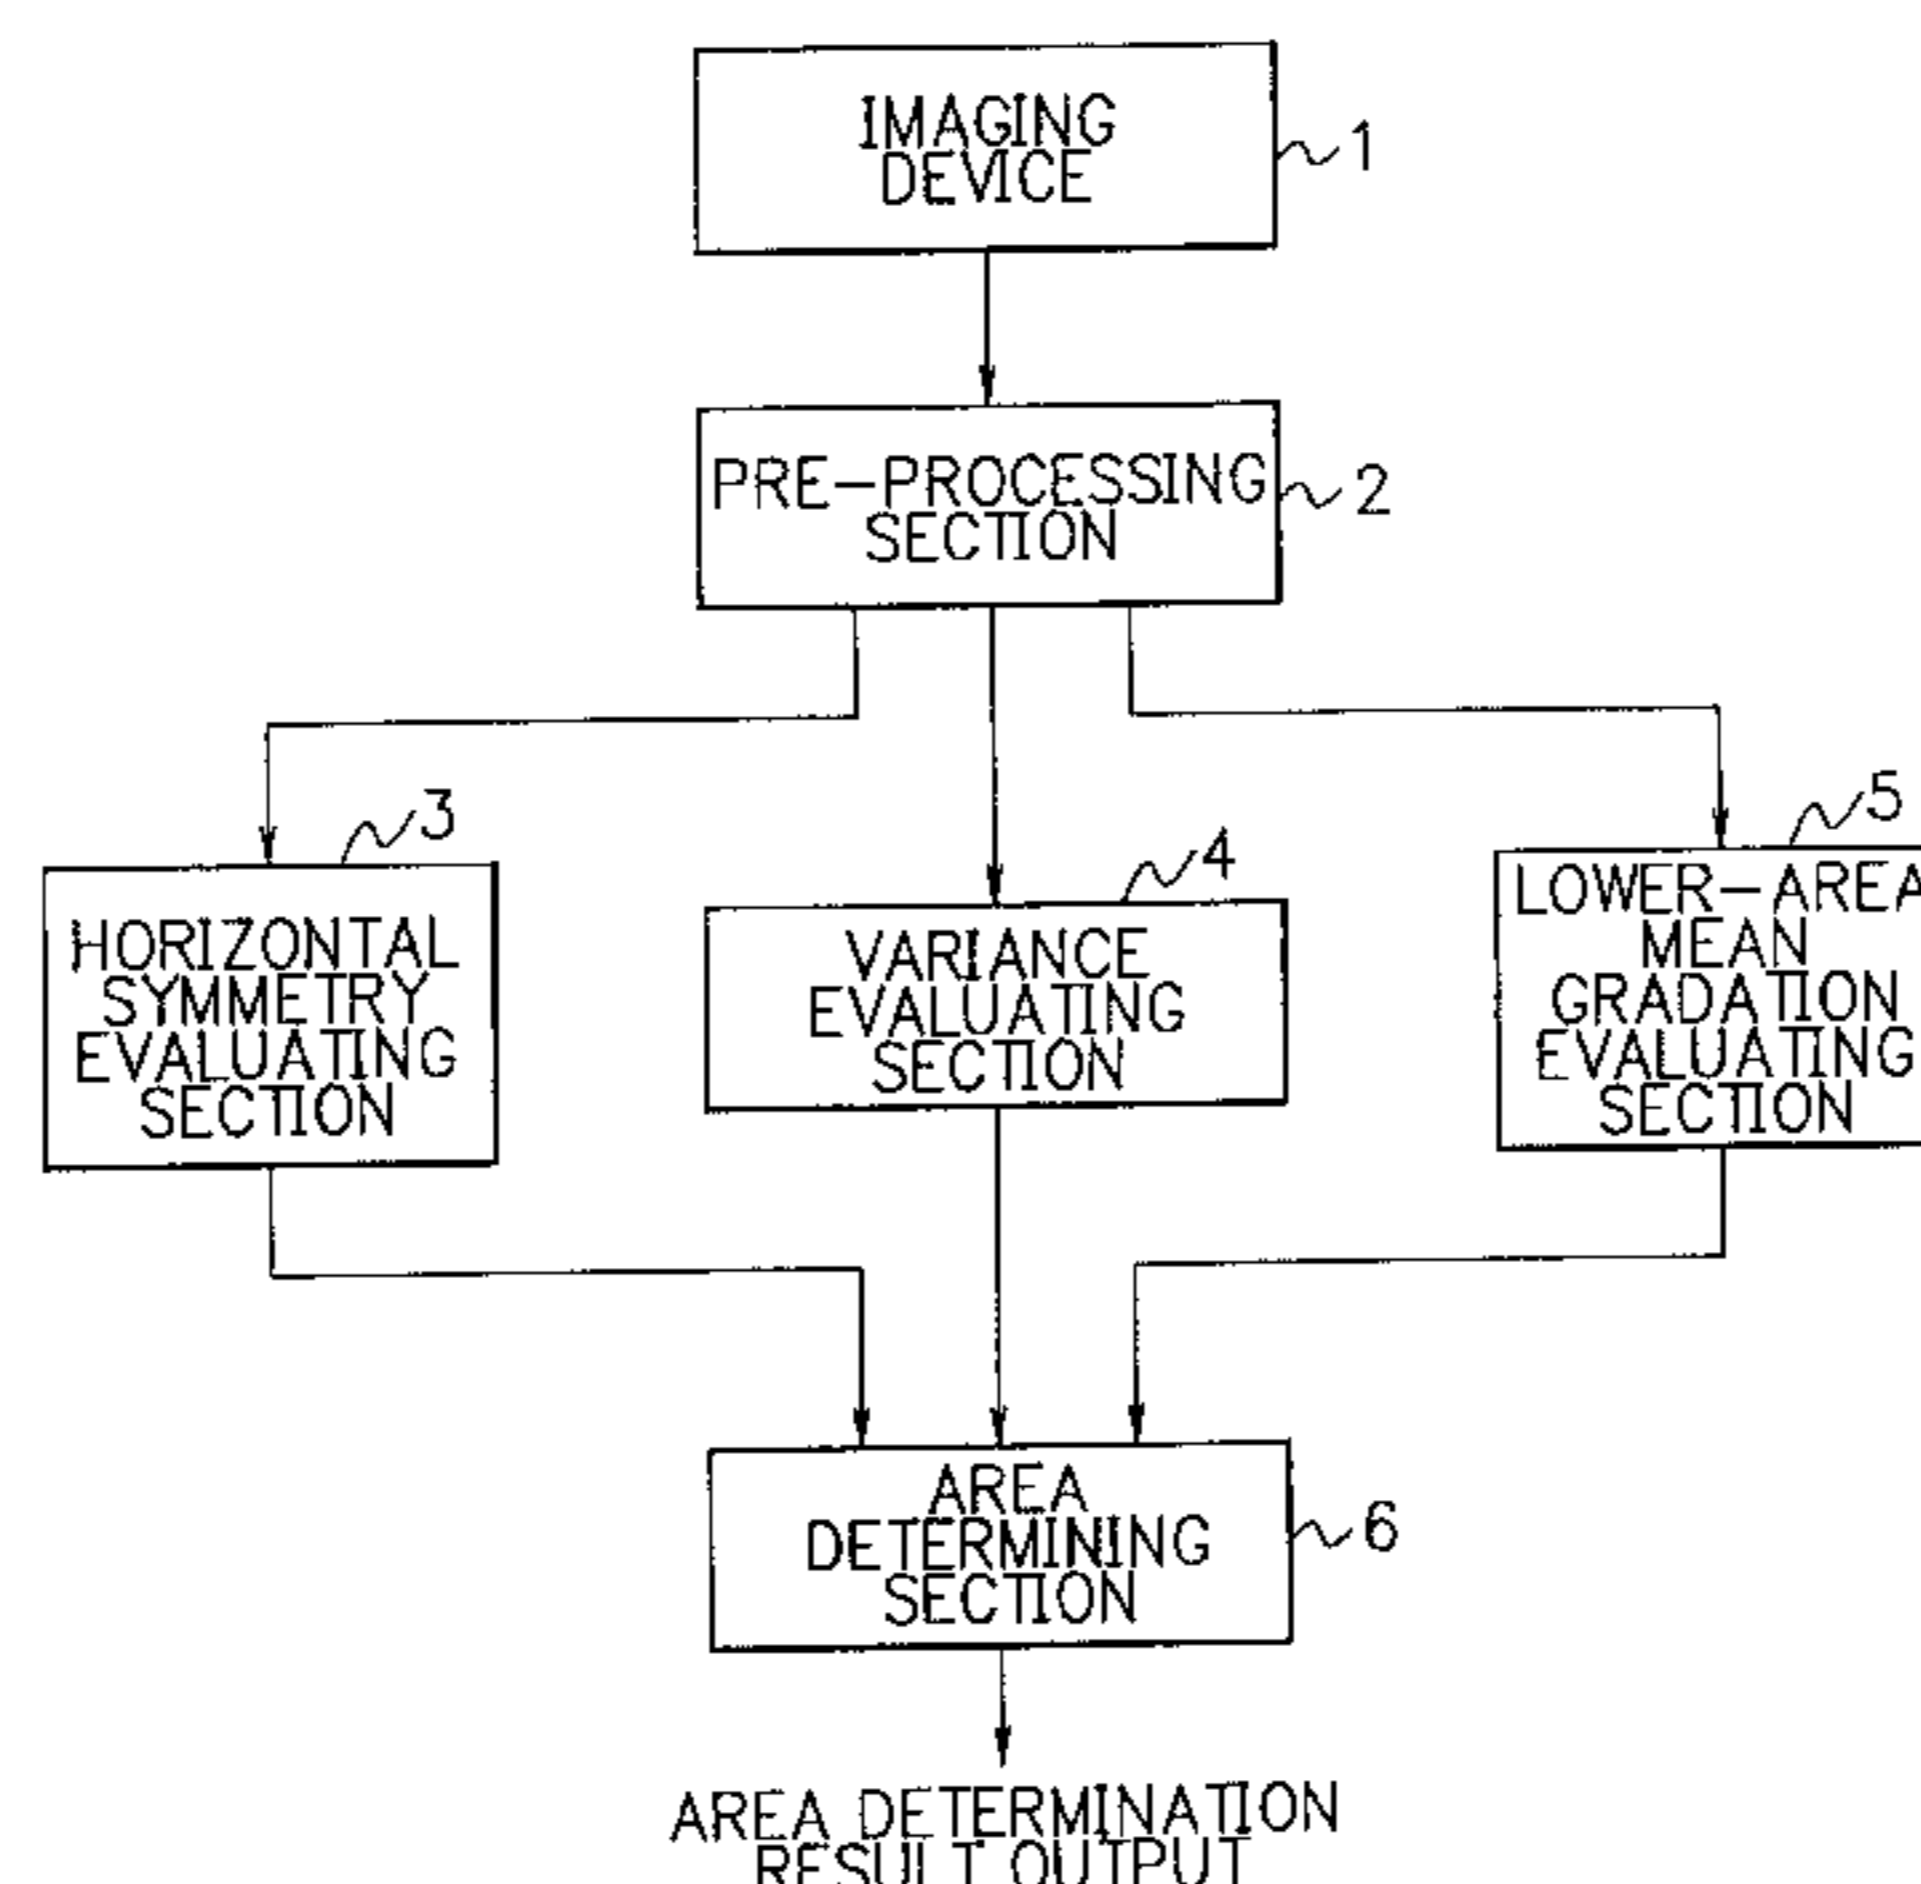 IMAGING
DEVICE
1
PRE-PROCESSING
SECTION
2
3
HORIZONTAL
SYMMETRY
EVALUATING
SECTION
4
VARIANCE
EVALUATING
SECTION
5
LOWER-AREA
MEAN
GRADATION
EVALUATING
SECTION
AREA
DETERMINING
SECTION
6
AREA DETERMINATION
RESULT OUTPUT